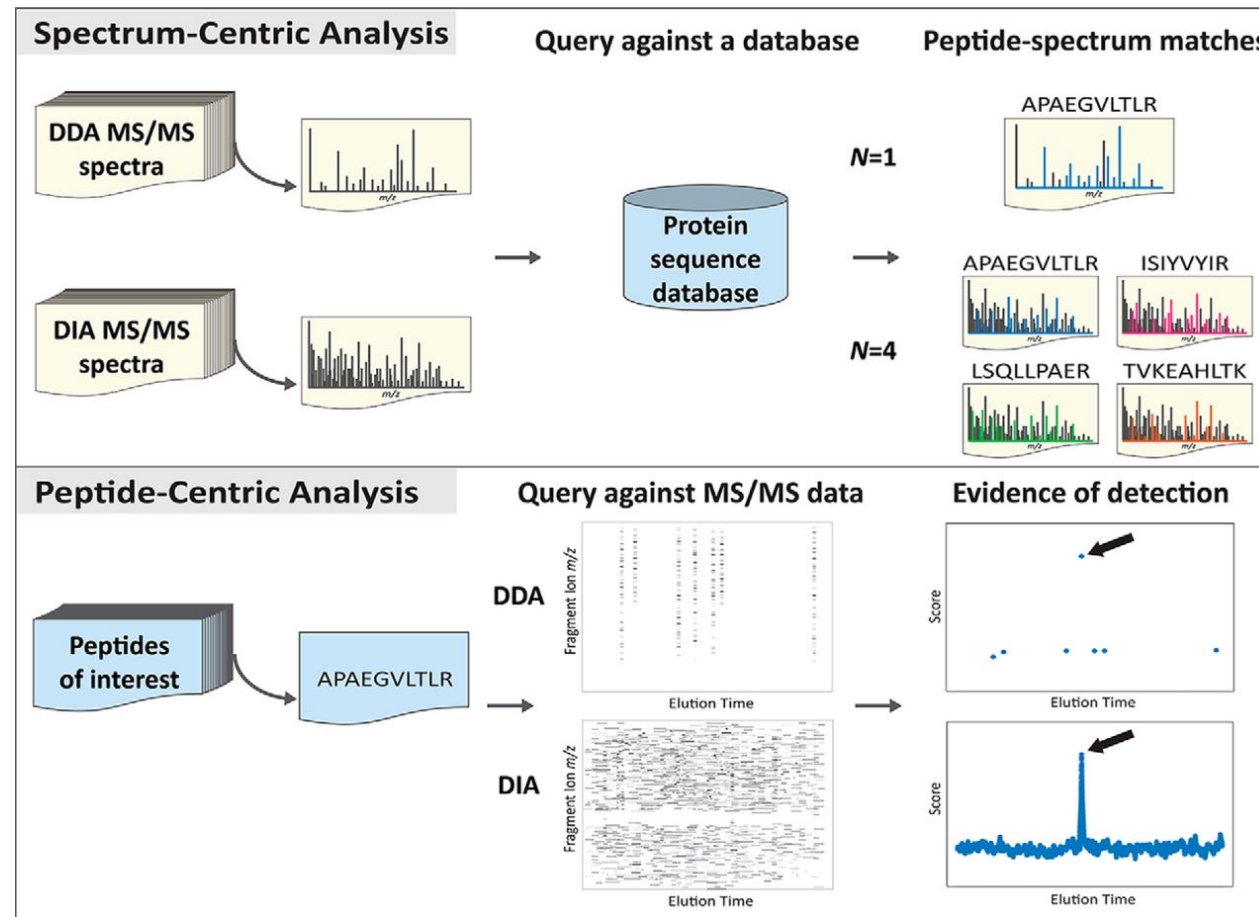 Spectrum-Centric Analysis
Query against a database
Peptide-spectrum matches
DDA MS/MS
spectra
m/z
N=1
APAEGVLTLR
m/z
Protein
sequence
database
DIA MS/MS
spectra
m/z
N=4
APAEGVLTLR
ISIYVYIR
m/z
m/z
LSQLLPAER
TVKEAHLTK
m/z
m/z
Peptide-Centric Analysis
Query against MS/MS data
Evidence of detection
Peptides
of interest
APAEGVLTLR
DDA
Fragment Ion m/z
Elution Time
Score
Elution Time
DIA
Fragment Ion m/z
Elution Time
Score
Elution Time